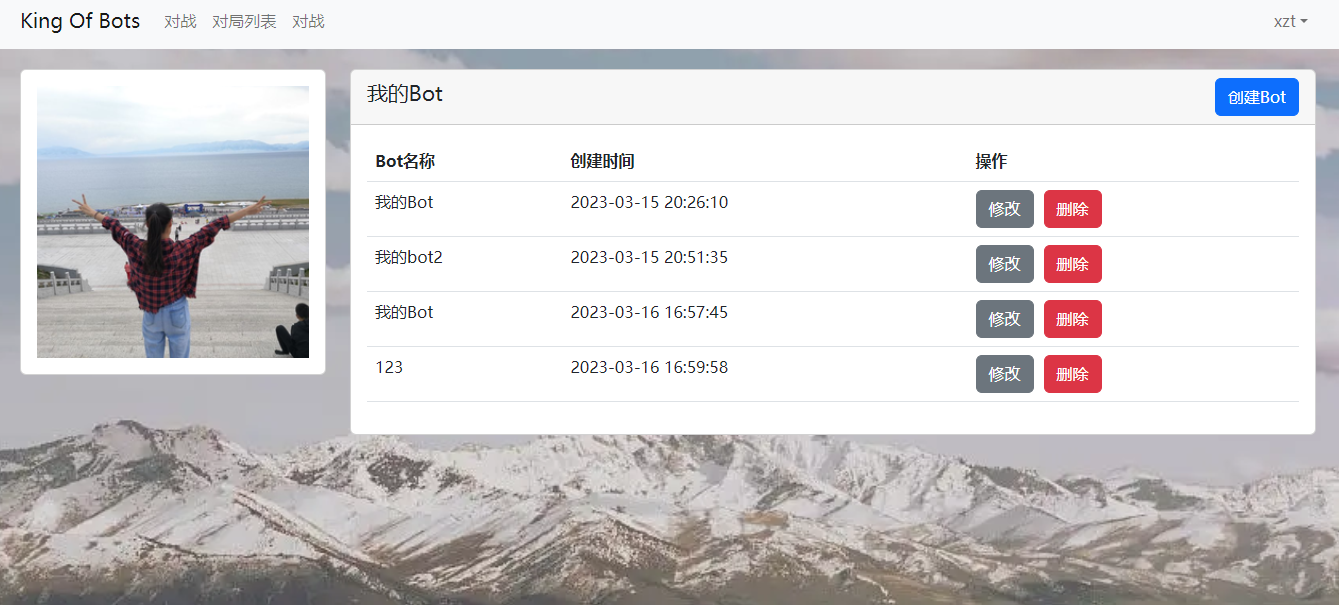 King Of Bots 对战 对局列表 对战 xzt
我的Bot 创建Bot
Bot名称 创建时间 操作
我的Bot 2023-03-15 20:26:10 修改 删除
我的bot2 2023-03-15 20:51:35 修改 删除
我的Bot 2023-03-16 16:57:45 修改 删除
123 2023-03-16 16:59:58 修改 删除